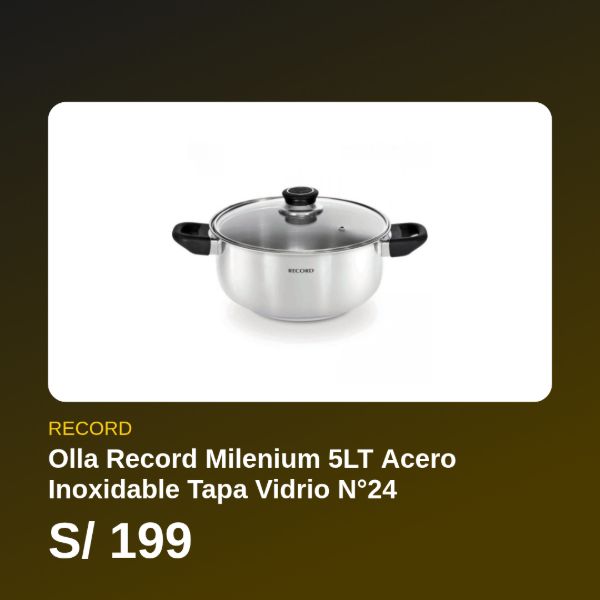 RECORD
RECORD
Olla Record Milenium 5LT Acero
Inoxidable Tapa Vidrio N°24
S/ 199